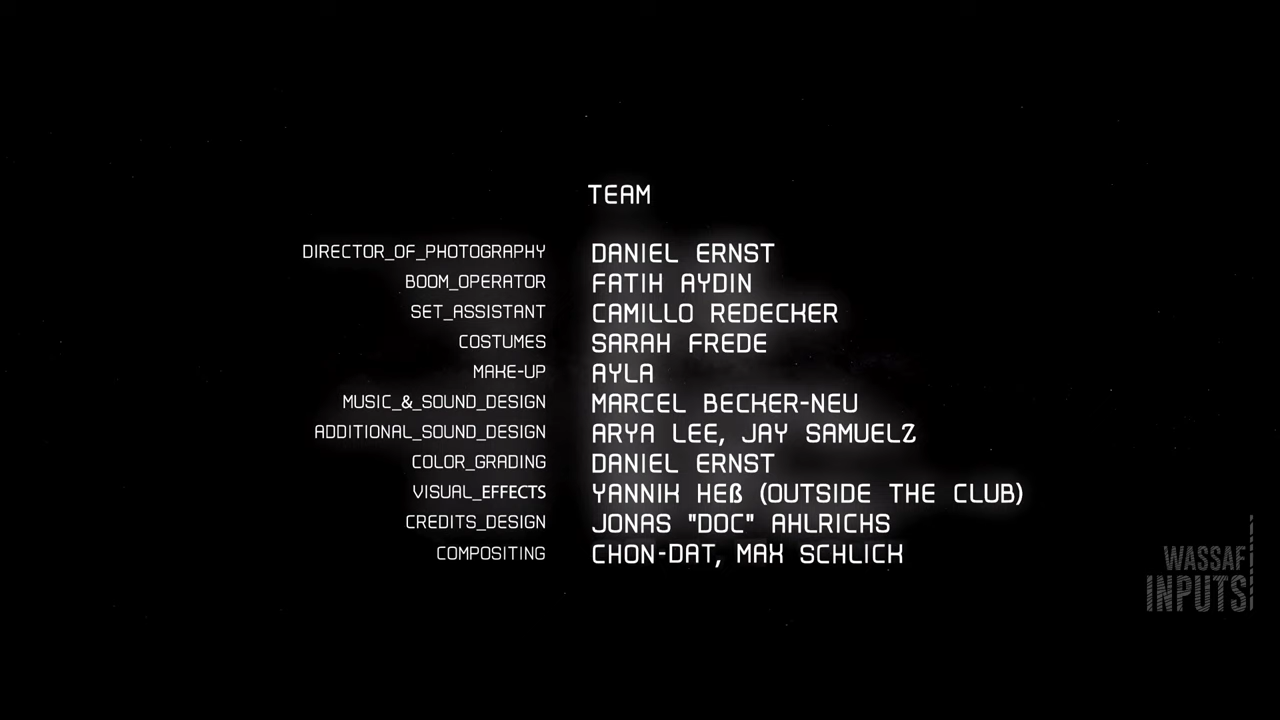 TEAM
DIRECTOR_OF_PHOTOGRAPHY DANIEL ERNST
BOOM_OPERATOR FATIH AYDIN
SET_ASSISTANT CAMILLO REDECKER
COSTUMES SARAH FREDE
MAKE-UP AYLA
MUSIC_&_SOUND_DESIGN MARCEL BECKER-NEU
ADDITIONAL_SOUND_DESIGN ARYA LEE, JAY SAMUELZ
COLOR_GRADING DANIEL ERNST
VISUAL_EFFECTS YANNIK HEß (OUTSIDE THE CLUB)
CREDITS_DESIGN JONAS "DOC" AHLRICHS
COMPOSITING CHON-DAT, MAX SCHLICK
WASSAF
INPUTS